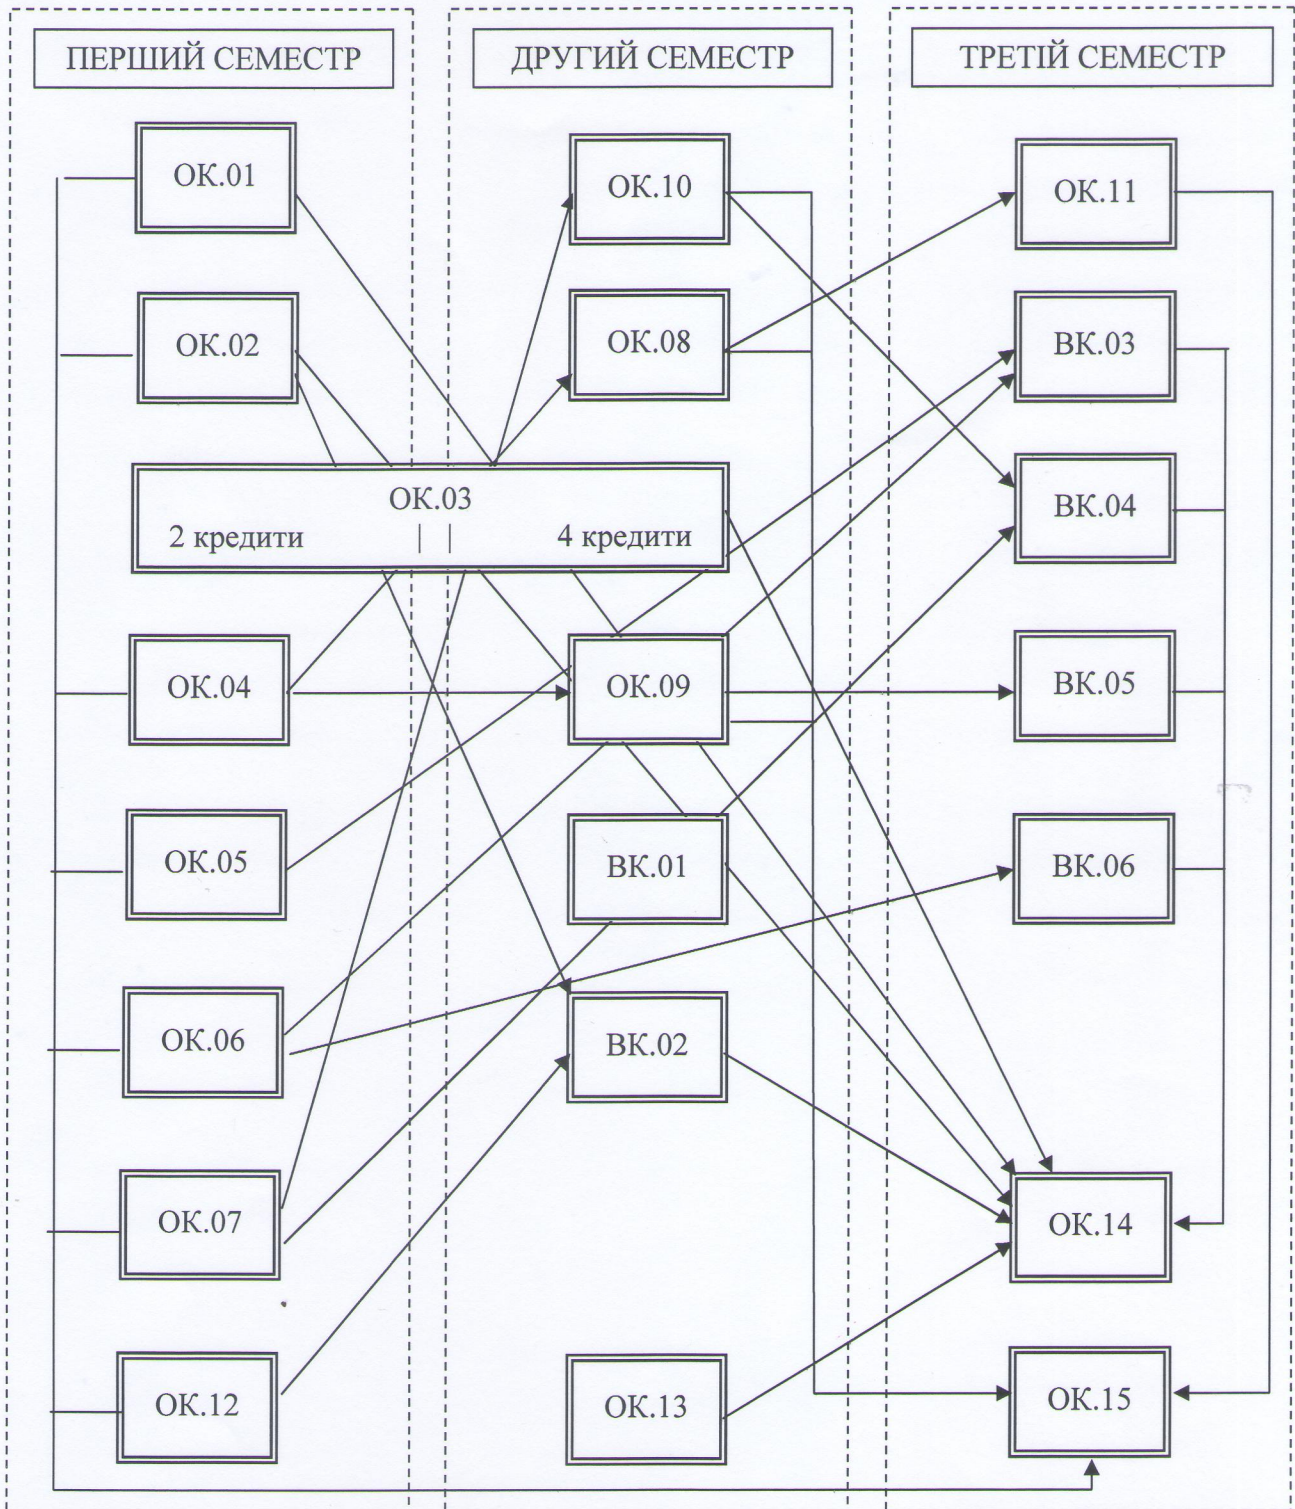 ПЕРШИЙ СЕМЕСТР
ДРУГИЙ СЕМЕСТР
ТРЕТІЙ СЕМЕСТР
ОК.01
ОК.10
ОК.11
ОК.02
ОК.08
ВК.03
ОК.03
2 кредити
4 кредити
ВК.04
ОК.04
ОК.09
ВК.05
ОК.05
ВК.01
ВК.06
ОК.06
ВК.02
ОК.07
ОК.14
ОК.12
ОК.13
ОК.15